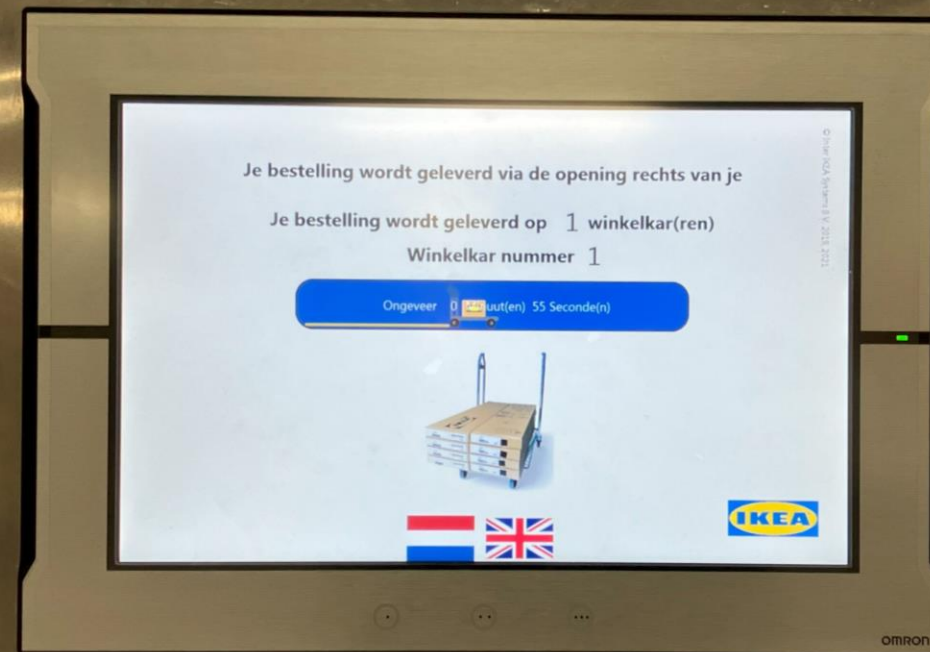 Je bestelling wordt geleverd via de opening rechts van je
Je bestelling wordt geleverd op 1 winkelkar(ren)
Winkelkar nummer 1
Ongeveer 0 uut(en) 55 Seconde(n)
IKEA
OMRON